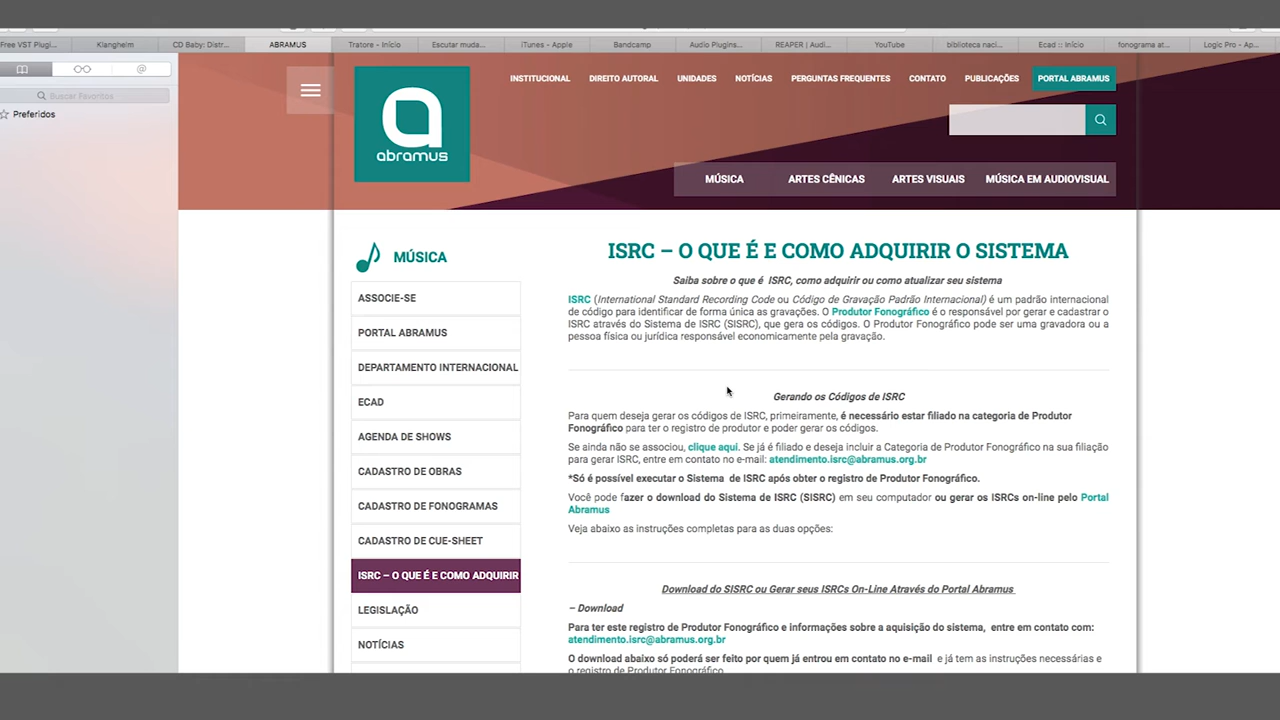 Free VST Plugi... Klanghelm CD Baby: Distr... ABRAMUS Tratore - Início Escutar muda... iTunes - Apple Bandcamp Audio Plugins... REAPER | Audi... YouTube biblioteca naci... Ecad :: Início fonograma at... Logic Pro - Ap...
@
Buscar Favoritos
Preferidos
INSTITUCIONAL DIREITO AUTORAL UNIDADES NOTÍCIAS PERGUNTAS FREQUENTES CONTATO PUBLICAÇÕES PORTAL ABRAMUS
abramus
MÚSICA ARTES CÊNICAS ARTES VISUAIS MÚSICA EM AUDIOVISUAL
MÚSICA
ASSOCIE-SE
PORTAL ABRAMUS
DEPARTAMENTO INTERNACIONAL
ECAD
AGENDA DE SHOWS
CADASTRO DE OBRAS
CADASTRO DE FONOGRAMAS
CADASTRO DE CUE-SHEET
ISRC – O QUE É E COMO ADQUIRIR
LEGISLAÇÃO
NOTÍCIAS
ISRC – O QUE É E COMO ADQUIRIR O SISTEMA
Saiba sobre o que é ISRC, como adquirir ou como atualizar seu sistema
ISRC (International Standard Recording Code ou Código de Gravação Padrão Internacional) é um padrão internacional
de código para identificar de forma única as gravações. O Produtor Fonográfico é o responsável por gerar e cadastrar o
ISRC através do Sistema de ISRC (SISRC), que gera os códigos. O Produtor Fonográfico pode ser uma gravadora ou a
pessoa física ou jurídica responsável economicamente pela gravação.
Gerando os Códigos de ISRC
Para quem deseja gerar os códigos de ISRC, primeiramente, é necessário estar filiado na categoria de Produtor
Fonográfico para ter o registro de produtor e poder gerar os códigos.
Se ainda não se associou, clique aqui. Se já é filiado e deseja incluir a Categoria de Produtor Fonográfico na sua filiação
para gerar ISRC, entre em contato no e-mail: atendimento.isrc@abramus.org.br
*Só é possível executar o Sistema de ISRC após obter o registro de Produtor Fonográfico.
Você pode fazer o download do Sistema de ISRC (SISRC) em seu computador ou gerar os ISRCs on-line pelo Portal
Abramus
Veja abaixo as instruções completas para as duas opções:
Download do SISRC ou Gerar seus ISRCs On-Line Através do Portal Abramus
– Download
Para ter este registro de Produtor Fonográfico e informações sobre a aquisição do sistema, entre em contato com:
atendimento.isrc@abramus.org.br
O download abaixo só poderá ser feito por quem já entrou em contato no e-mail e já tem as instruções necessárias e
o registro de Produtor Fonográfico.